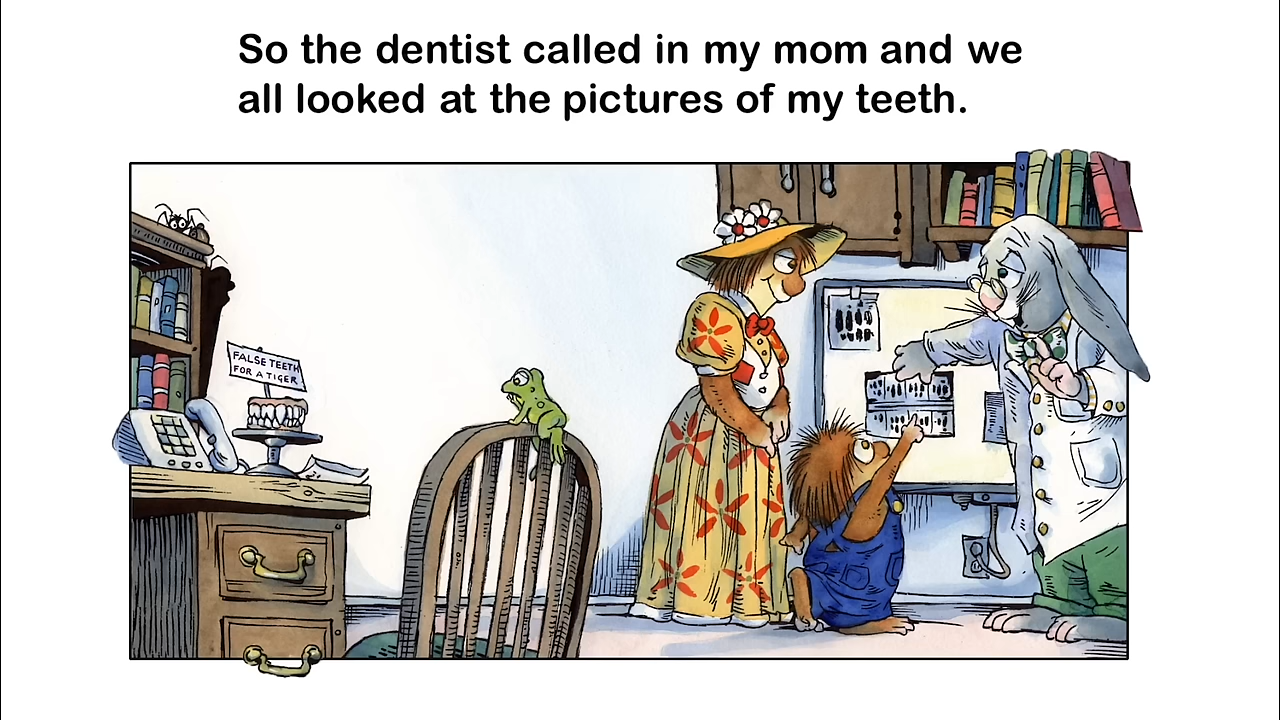 So the dentist called in my mom and we
all looked at the pictures of my teeth.
FALSE TEETH
FOR A TIGER